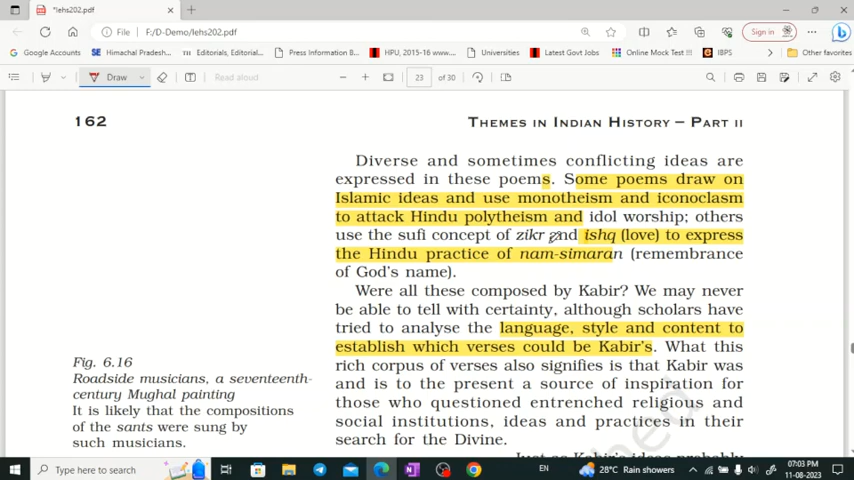 *lehs202.pdf
lehs202.pdf
File
F:/D-Demo/lehs202.pdf
Sign in
Google Accounts
Himachal Pradesh...
Editorials, Editorial...
Press Information B...
HPU, 2015-16 www....
Universities
Latest Govt Jobs
Online Mock Test !!!
IBPS
Other favorites
Draw
Read aloud
23
of 30
162
THEMES IN INDIAN HISTORY – PART II
Diverse and sometimes conflicting ideas are
expressed in these poems. Some poems draw on
Islamic ideas and use monotheism and iconoclasm
to attack Hindu polytheism and idol worship; others
use the sufi concept of zikr and ishq (love) to express
the Hindu practice of nam-simaran (remembrance
of God's name).
Were all these composed by Kabir? We may never
be able to tell with certainty, although scholars have
tried to analyse the language, style and content to
establish which verses could be Kabir's. What this
rich corpus of verses also signifies is that Kabir was
and is to the present a source of inspiration for
those who questioned entrenched religious and
social institutions, ideas and practices in their
search for the Divine.
Just as Kabir's ideas probably
Fig. 6.16
Roadside musicians, a seventeenth-
century Mughal painting
It is likely that the compositions
of the sants were sung by
such musicians.
Type here to search
28°C Rain showers
EN
07:03 PM
11-08-2023